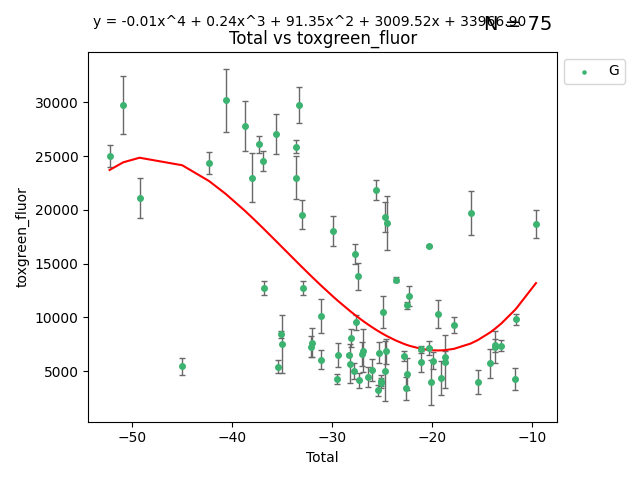 y = -0.01x^4 + 0.24x^3 + 91.35x^2 + 3009.52x + 33966.90
N = 75
Total vs toxgreen_fluor
G
30000
25000
20000
15000
10000
5000
toxgreen_fluor
−50 −40 −30 −20 −10
Total